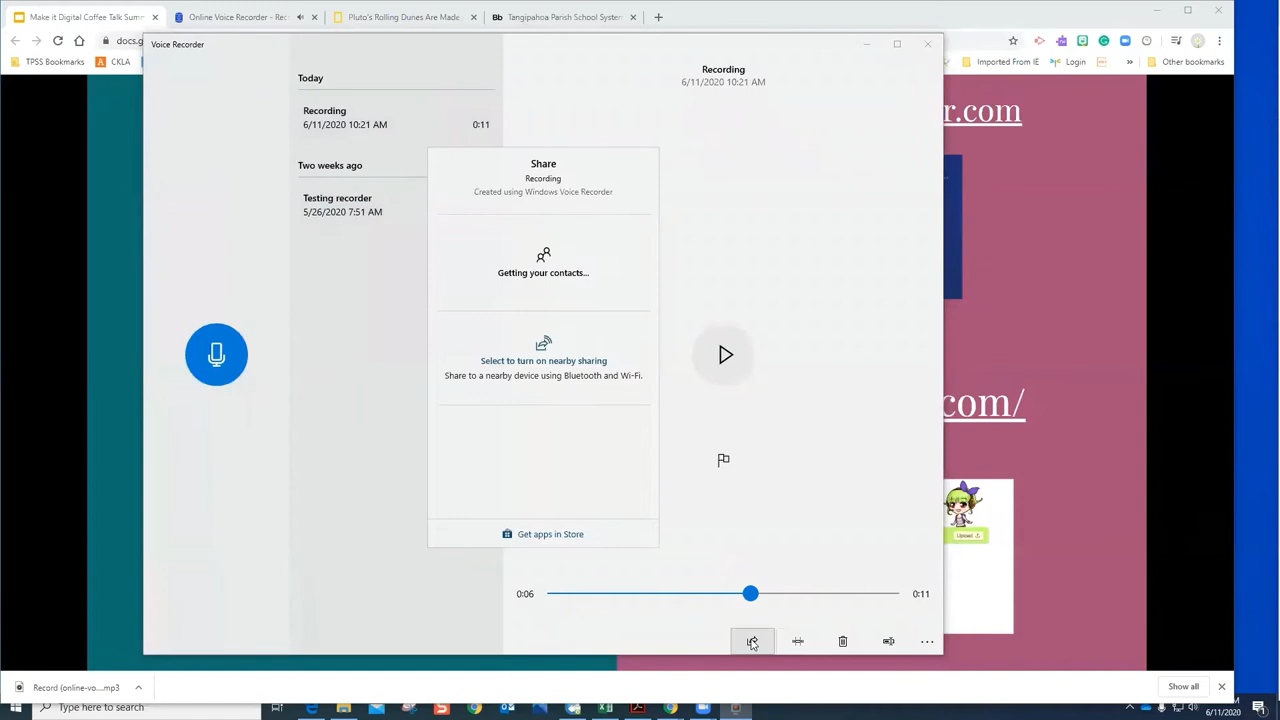 Make it Digital Coffee Talk Summ
Online Voice Recorder - Rec
Pluto's Rolling Dunes Are Made
Bb Tangipahoa Parish School System
docs.g
TPSS Bookmarks
CKLA
Imported From IE
Login
Other bookmarks
Voice Recorder
Today
Recording
6/11/2020 10:21 AM
0:11
Two weeks ago
Testing recorder
5/26/2020 7:51 AM
Recording
6/11/2020 10:21 AM
Share
Recording
Created using Windows Voice Recorder
Getting your contacts...
Select to turn on nearby sharing
Share to a nearby device using Bluetooth and Wi-Fi.
Get apps in Store
0:06
0:11
r.com
com/
Upload
Record (online-vo....mp3
Show all
Type here to search
6/11/2020